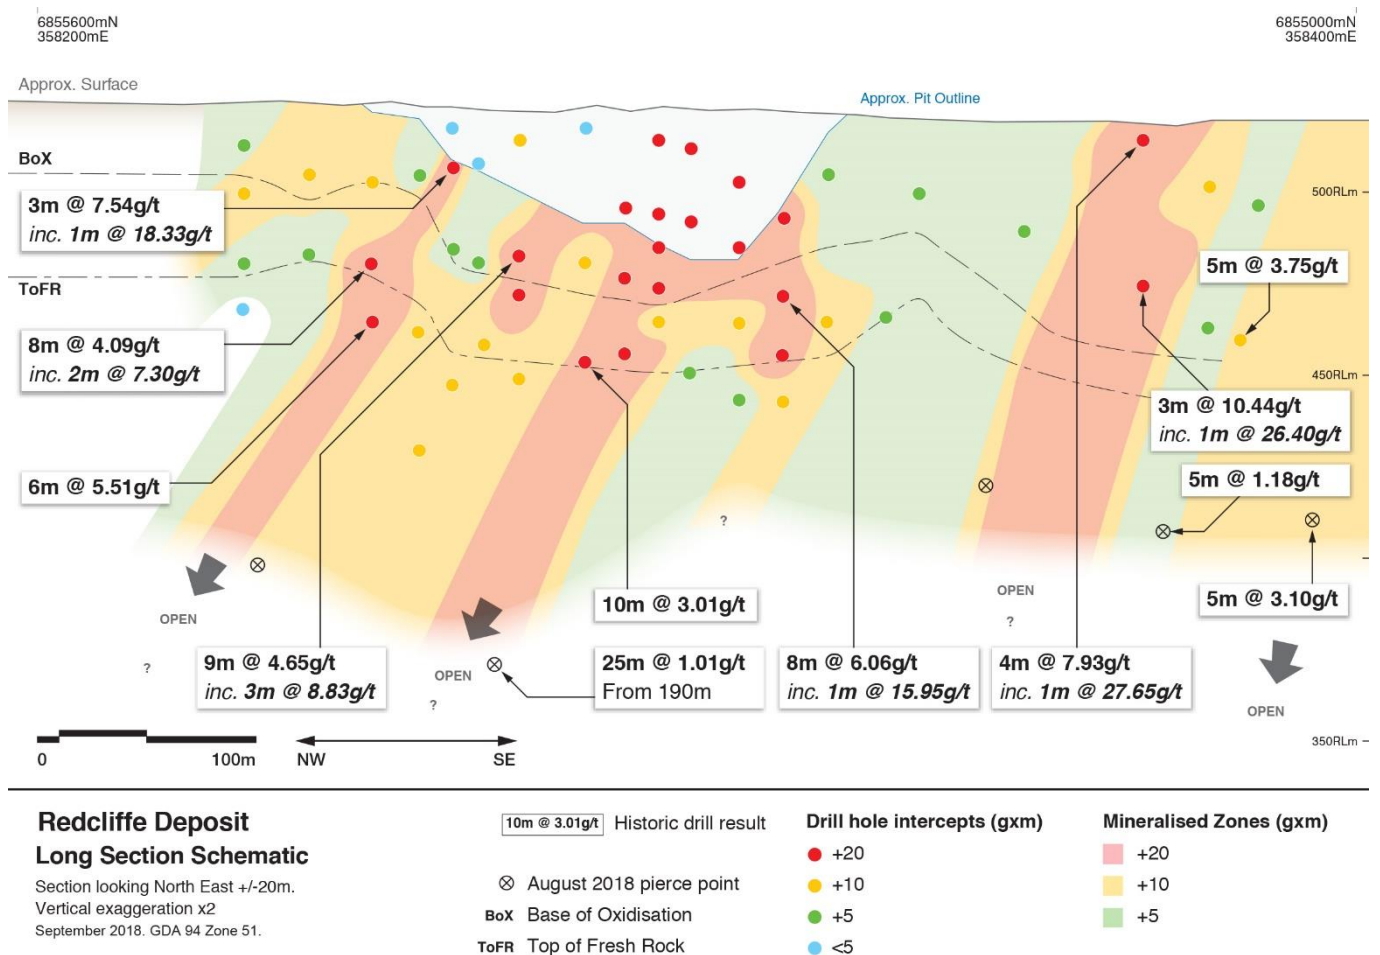 6855600mN
358200mE
6855000mN
358400mE
Approx. Surface
Approx. Pit Outline
BoX
500RLm
3m @ 7.54g/t
inc. 1m @ 18.33g/t
5m @ 3.75g/t
ToFR
8m @ 4.09g/t
inc. 2m @ 7.30g/t
450RLm
3m @ 10.44g/t
inc. 1m @ 26.40g/t
6m @ 5.51g/t
5m @ 1.18g/t
?
OPEN
OPEN
?
10m @ 3.01g/t
5m @ 3.10g/t
?
9m @ 4.65g/t
inc. 3m @ 8.83g/t
OPEN
?
25m @ 1.01g/t
From 190m
8m @ 6.06g/t
inc. 1m @ 15.95g/t
4m @ 7.93g/t
inc. 1m @ 27.65g/t
OPEN
350RLm
0 100m
NW SE
Redcliffe Deposit
Long Section Schematic
Section looking North East +/-20m.
Vertical exaggeration x2
September 2018. GDA 94 Zone 51.
10m @ 3.01g/t Historic drill result
August 2018 pierce point
BoX Base of Oxidisation
ToFR Top of Fresh Rock
Drill hole intercepts (gxm)
+20
+10
+5
<5
Mineralised Zones (gxm)
+20
+10
+5